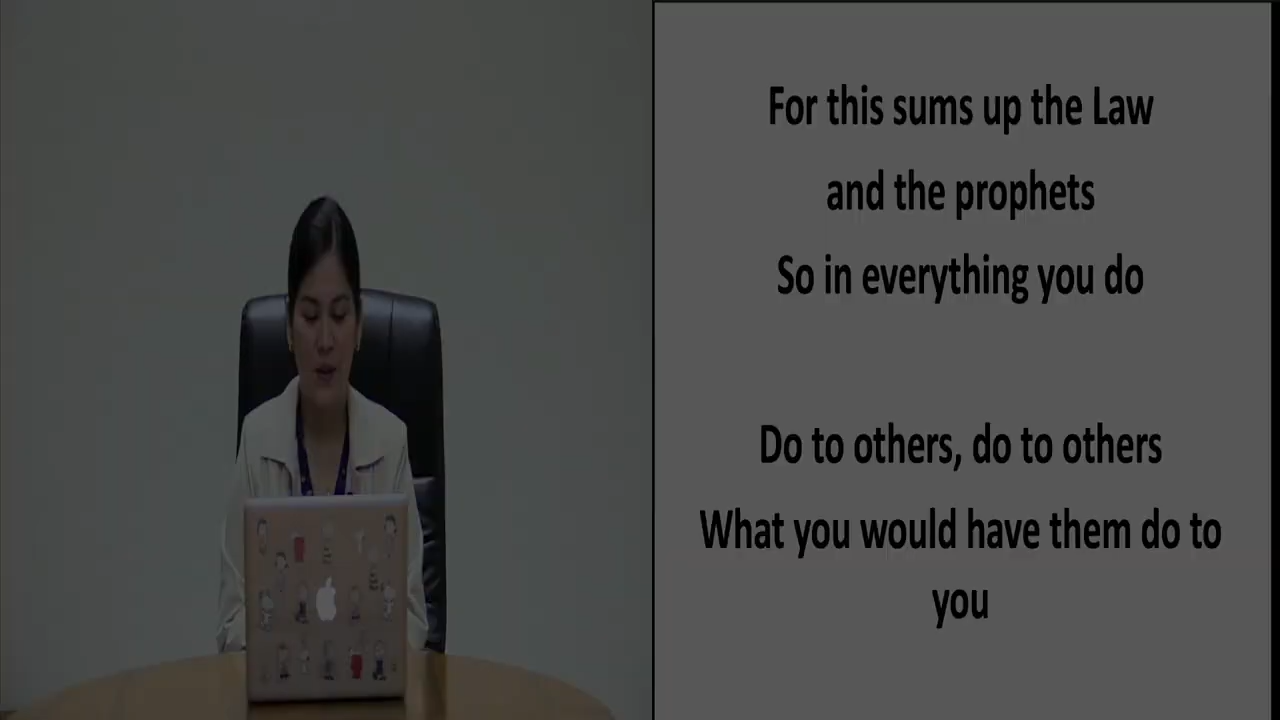 For this sums up the Law
and the prophets
So in everything you do
Do to others, do to others
What you would have them do to
you